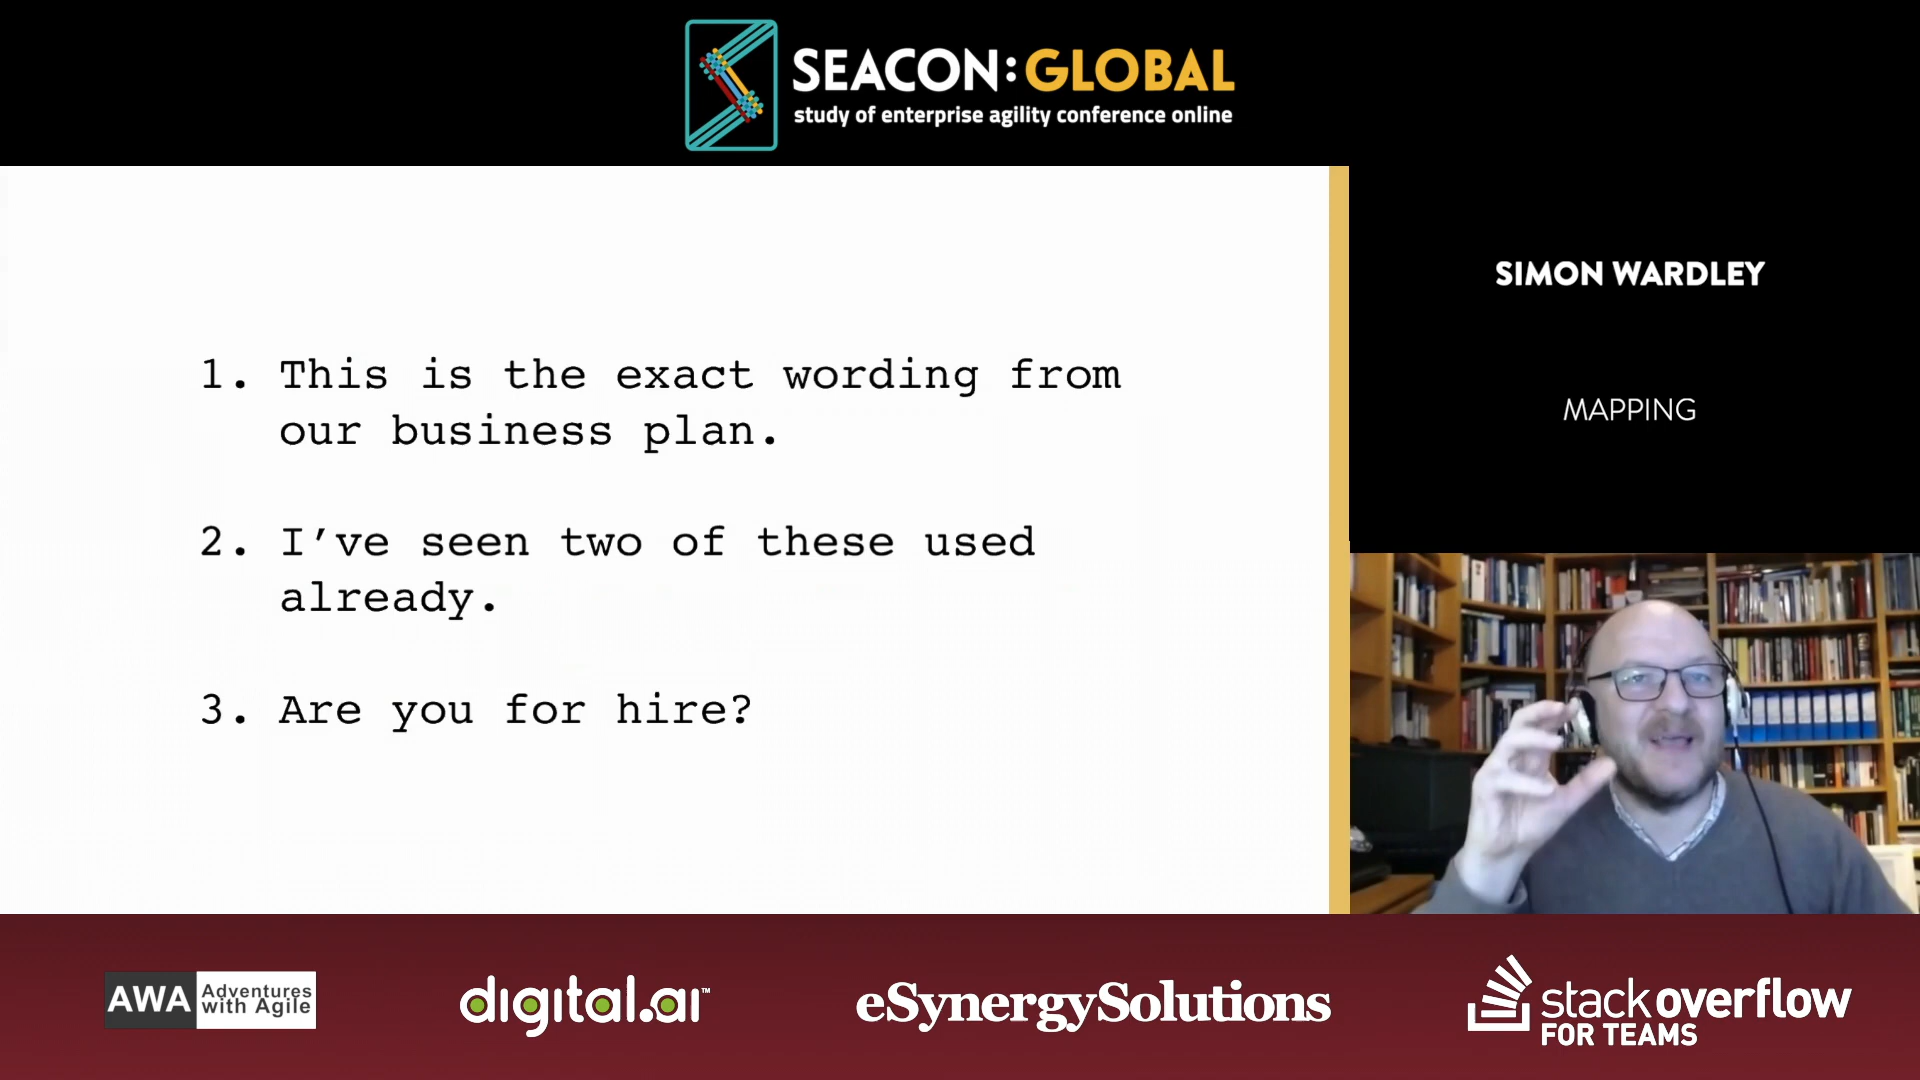 SEACON:GLOBAL
study of enterprise agility conference online
1. This is the exact wording from
our business plan.
2. I’ve seen two of these used
already.
3. Are you for hire?
SIMON WARDLEY
MAPPING
AWA Adventures
with Agile
digital.ai™
eSynergySolutions
stackoverflow
FOR TEAMS